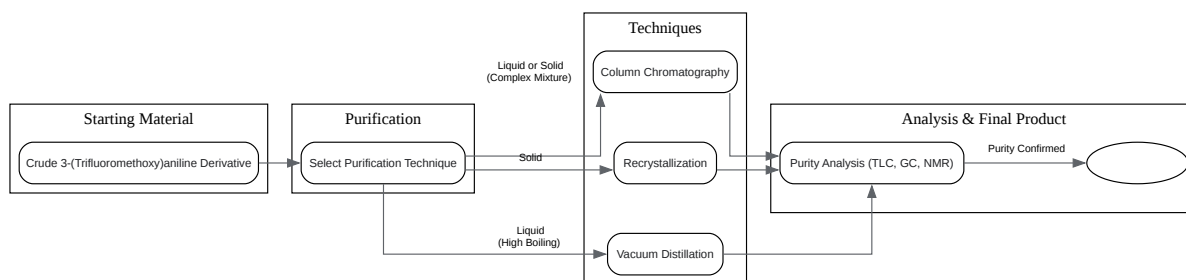 Starting Material
Crude 3-(Trifluoromethoxy)aniline Derivative
Purification
Select Purification Technique
Liquid or Solid
(Complex Mixture)
Solid
Liquid
(High Boiling)
Techniques
Column Chromatography
Recrystallization
Vacuum Distillation
Analysis & Final Product
Purity Analysis (TLC, GC, NMR)
Purity Confirmed